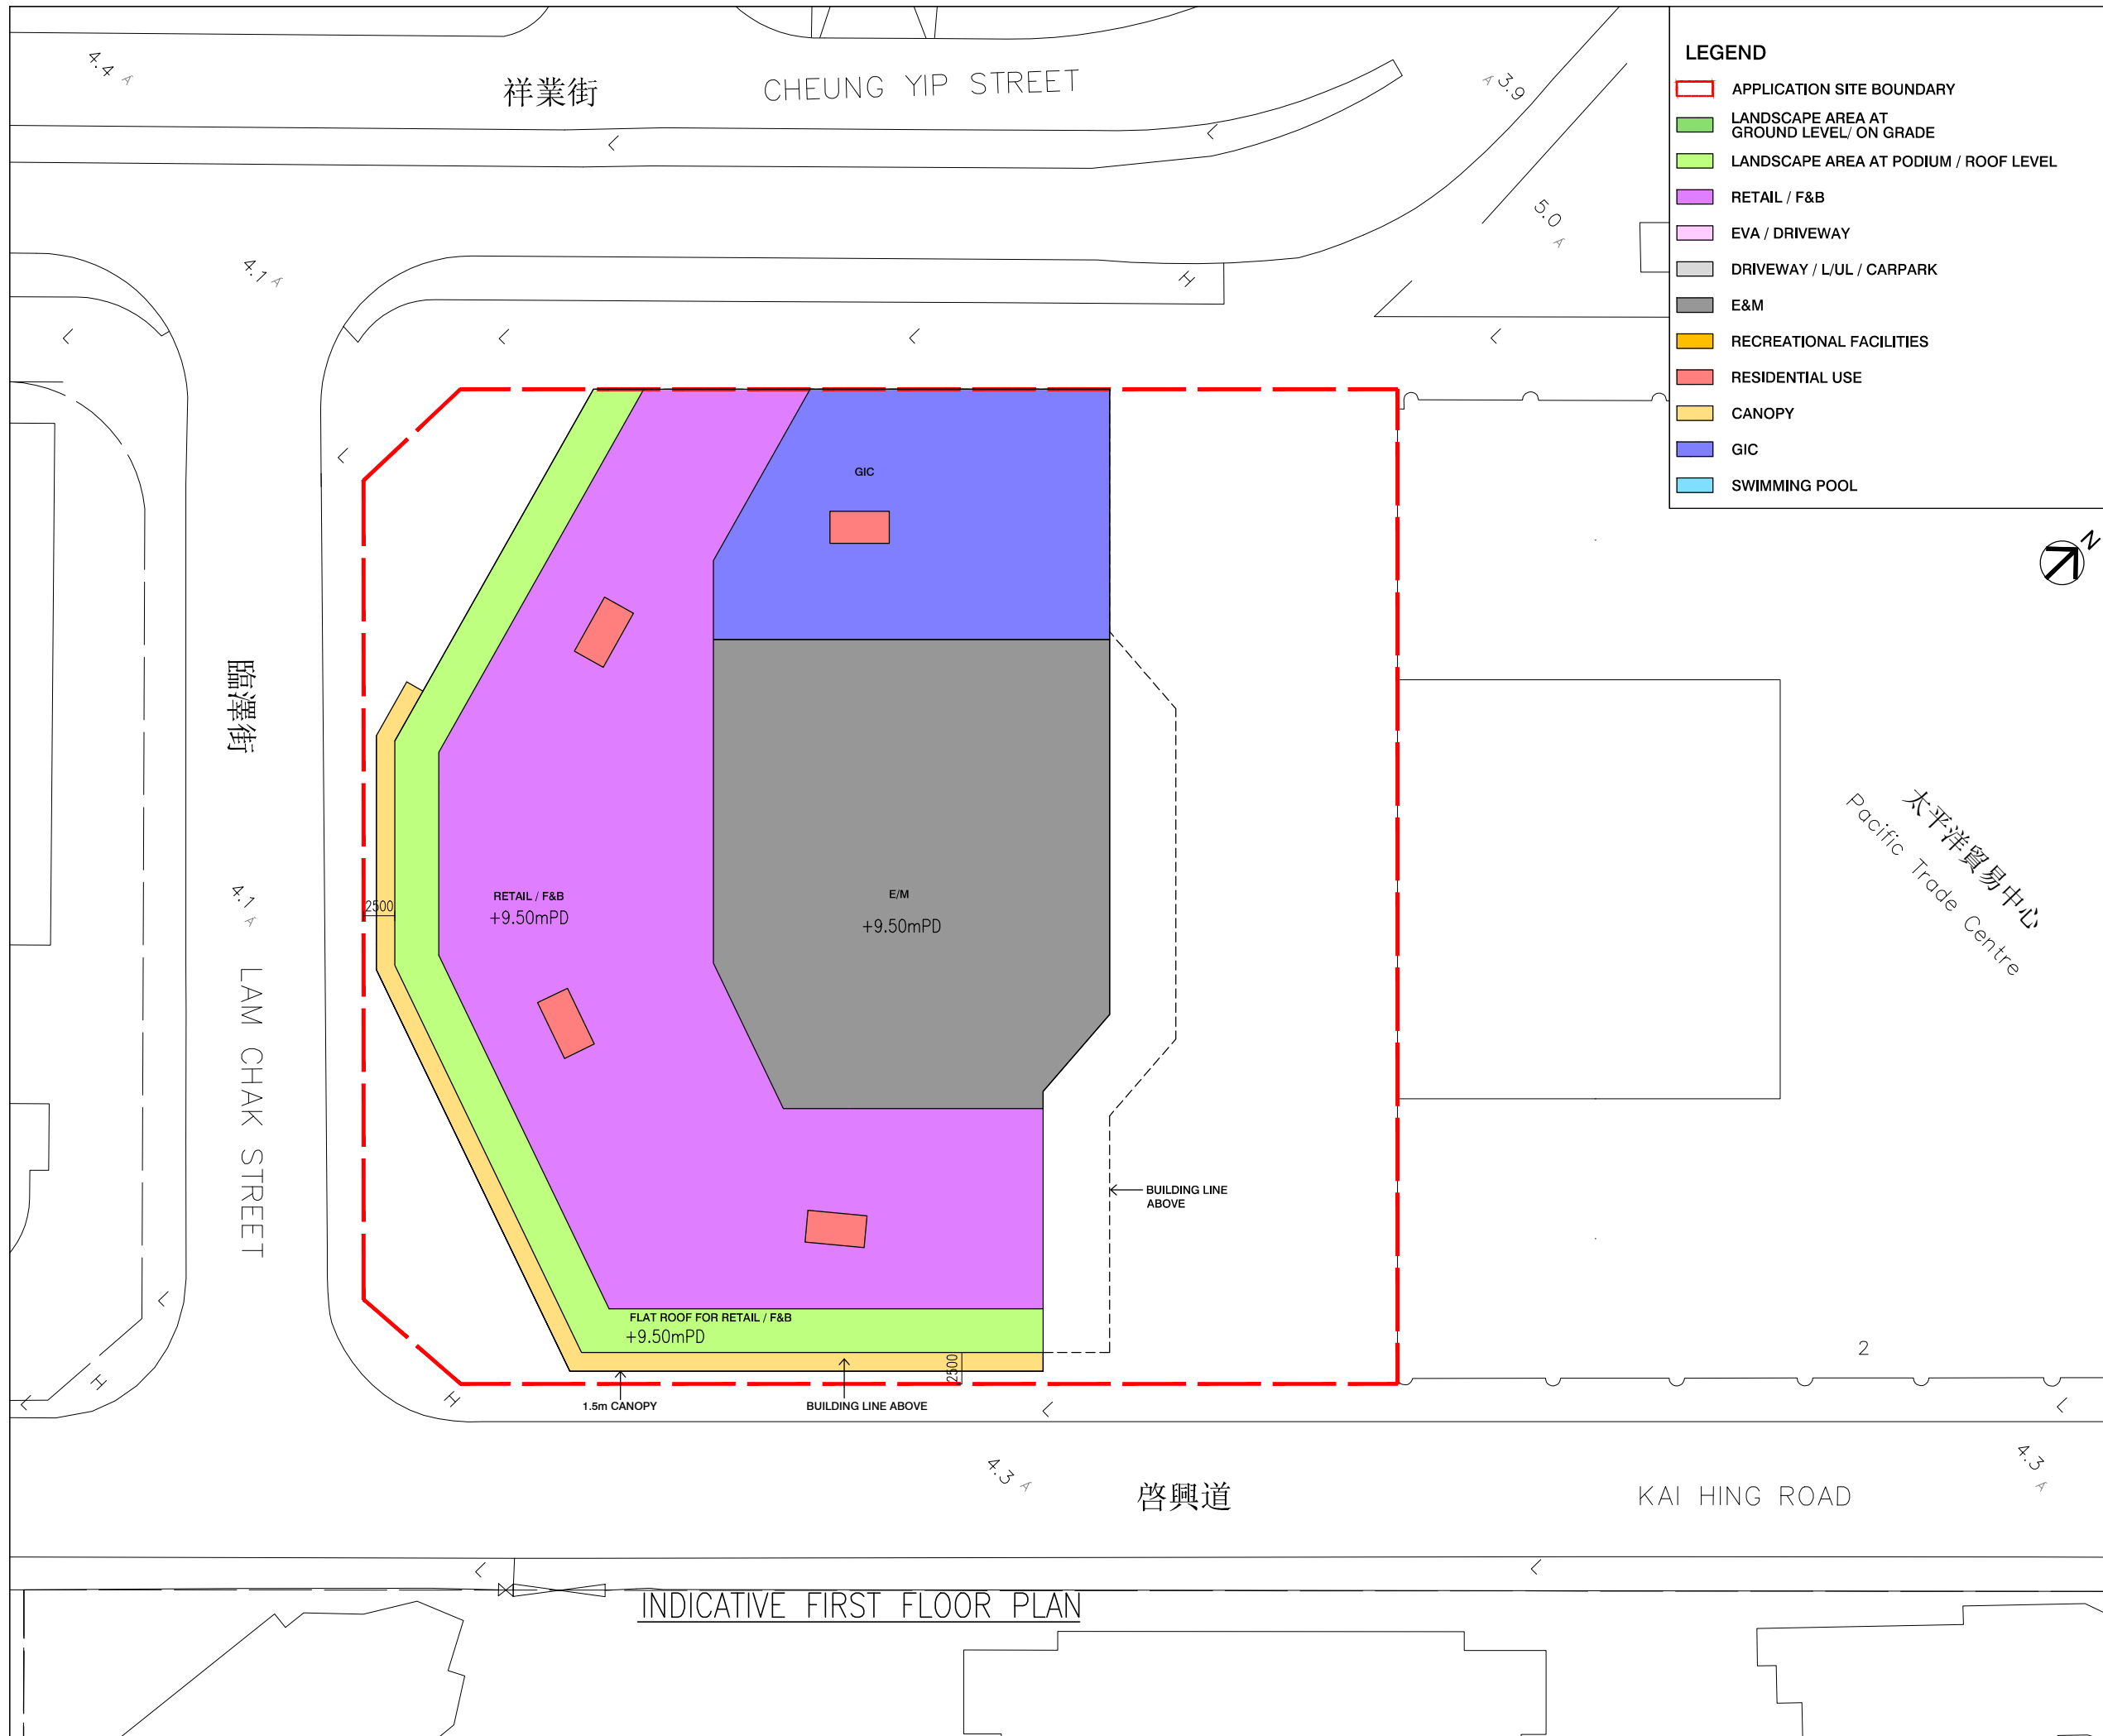 LEGEND
APPLICATION SITE BOUNDARY
LANDSCAPE AREA AT
GROUND LEVEL/ ON GRADE
LANDSCAPE AREA AT PODIUM / ROOF LEVEL
RETAIL / F&B
EVA / DRIVEWAY
DRIVEWAY / L/UL / CARPARK
E&M
RECREATIONAL FACILITIES
RESIDENTIAL USE
CANOPY
GIC
SWIMMING POOL
N
4.4
祥業街
CHEUNG YIP STREET
3.9
5.0
4.1
H
GIC
臨澤街
4.1
LAM CHAK STREET
2500
RETAIL / F&B
+9.50mPD
E/M
+9.50mPD
太平洋貿易中心
Pacific Trade Centre
BUILDING LINE
ABOVE
FLAT ROOF FOR RETAIL / F&B
+9.50mPD
2500
2
H
H
1.5m CANOPY
BUILDING LINE ABOVE
4.3
啓興道
KAI HING ROAD
4.3
INDICATIVE FIRST FLOOR PLAN